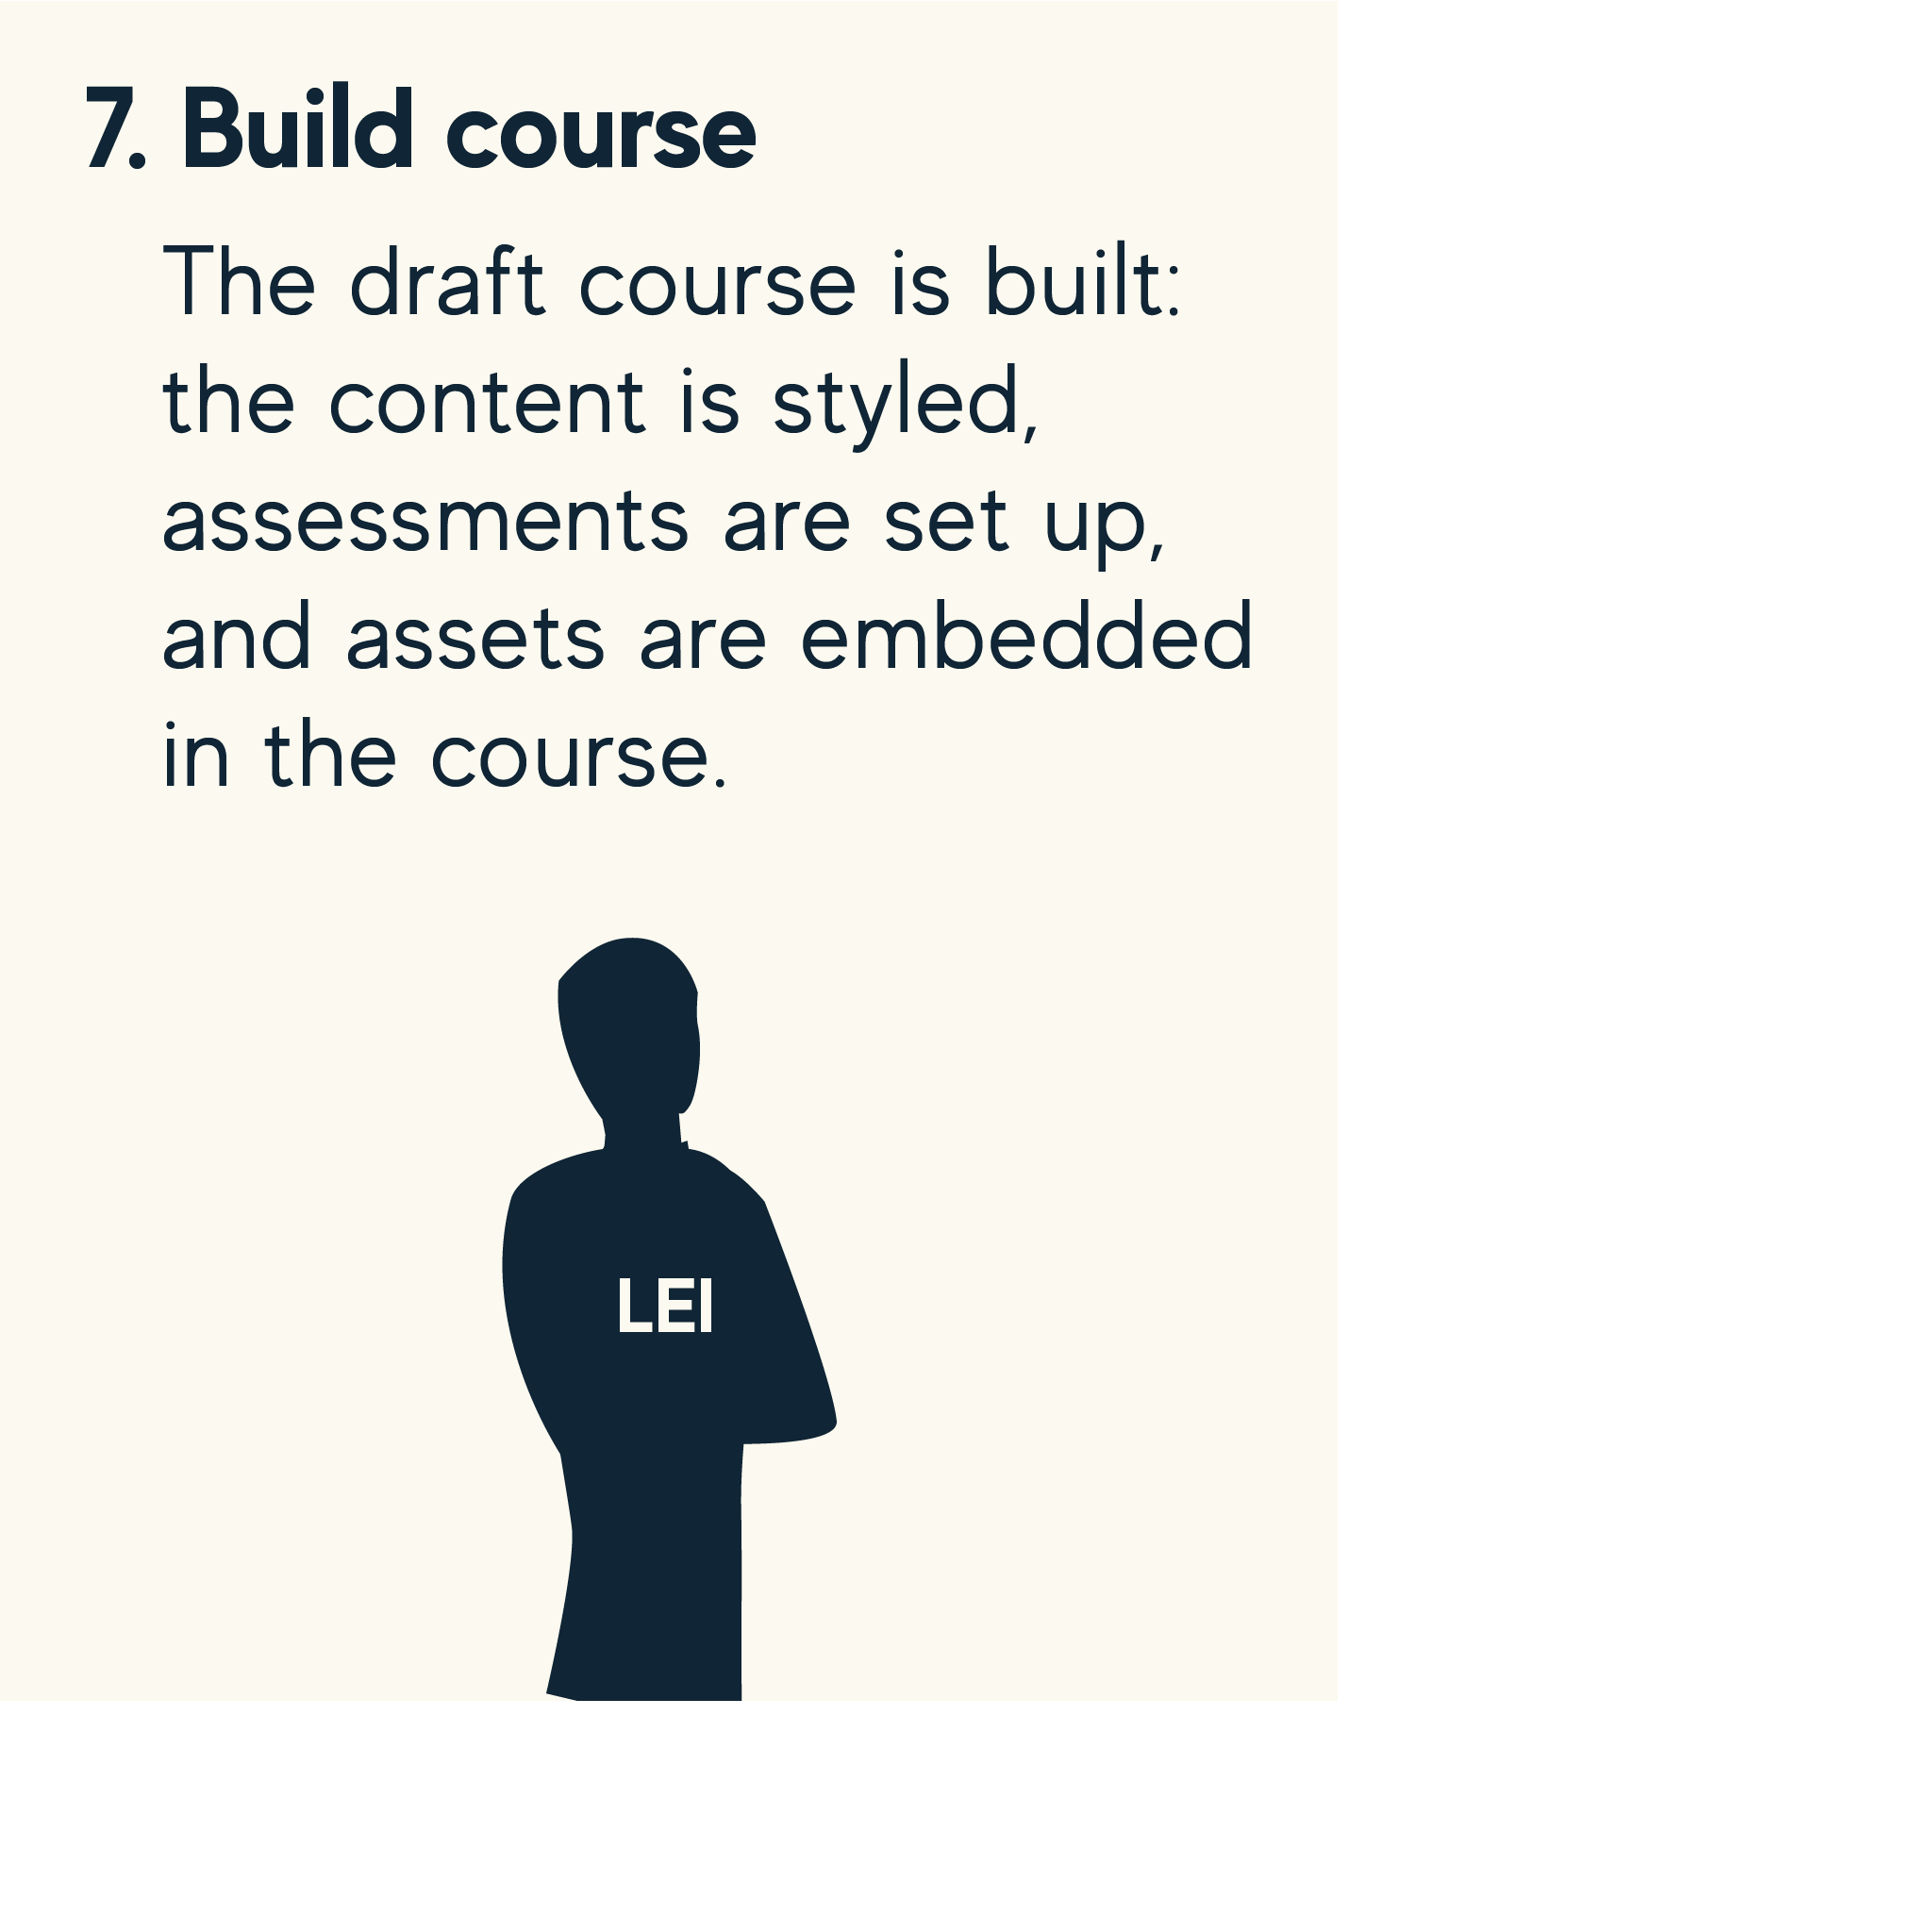 7. Build course
The draft course is built:
the content is styled,
assessments are set up,
and assets are embedded
in the course.
LEI